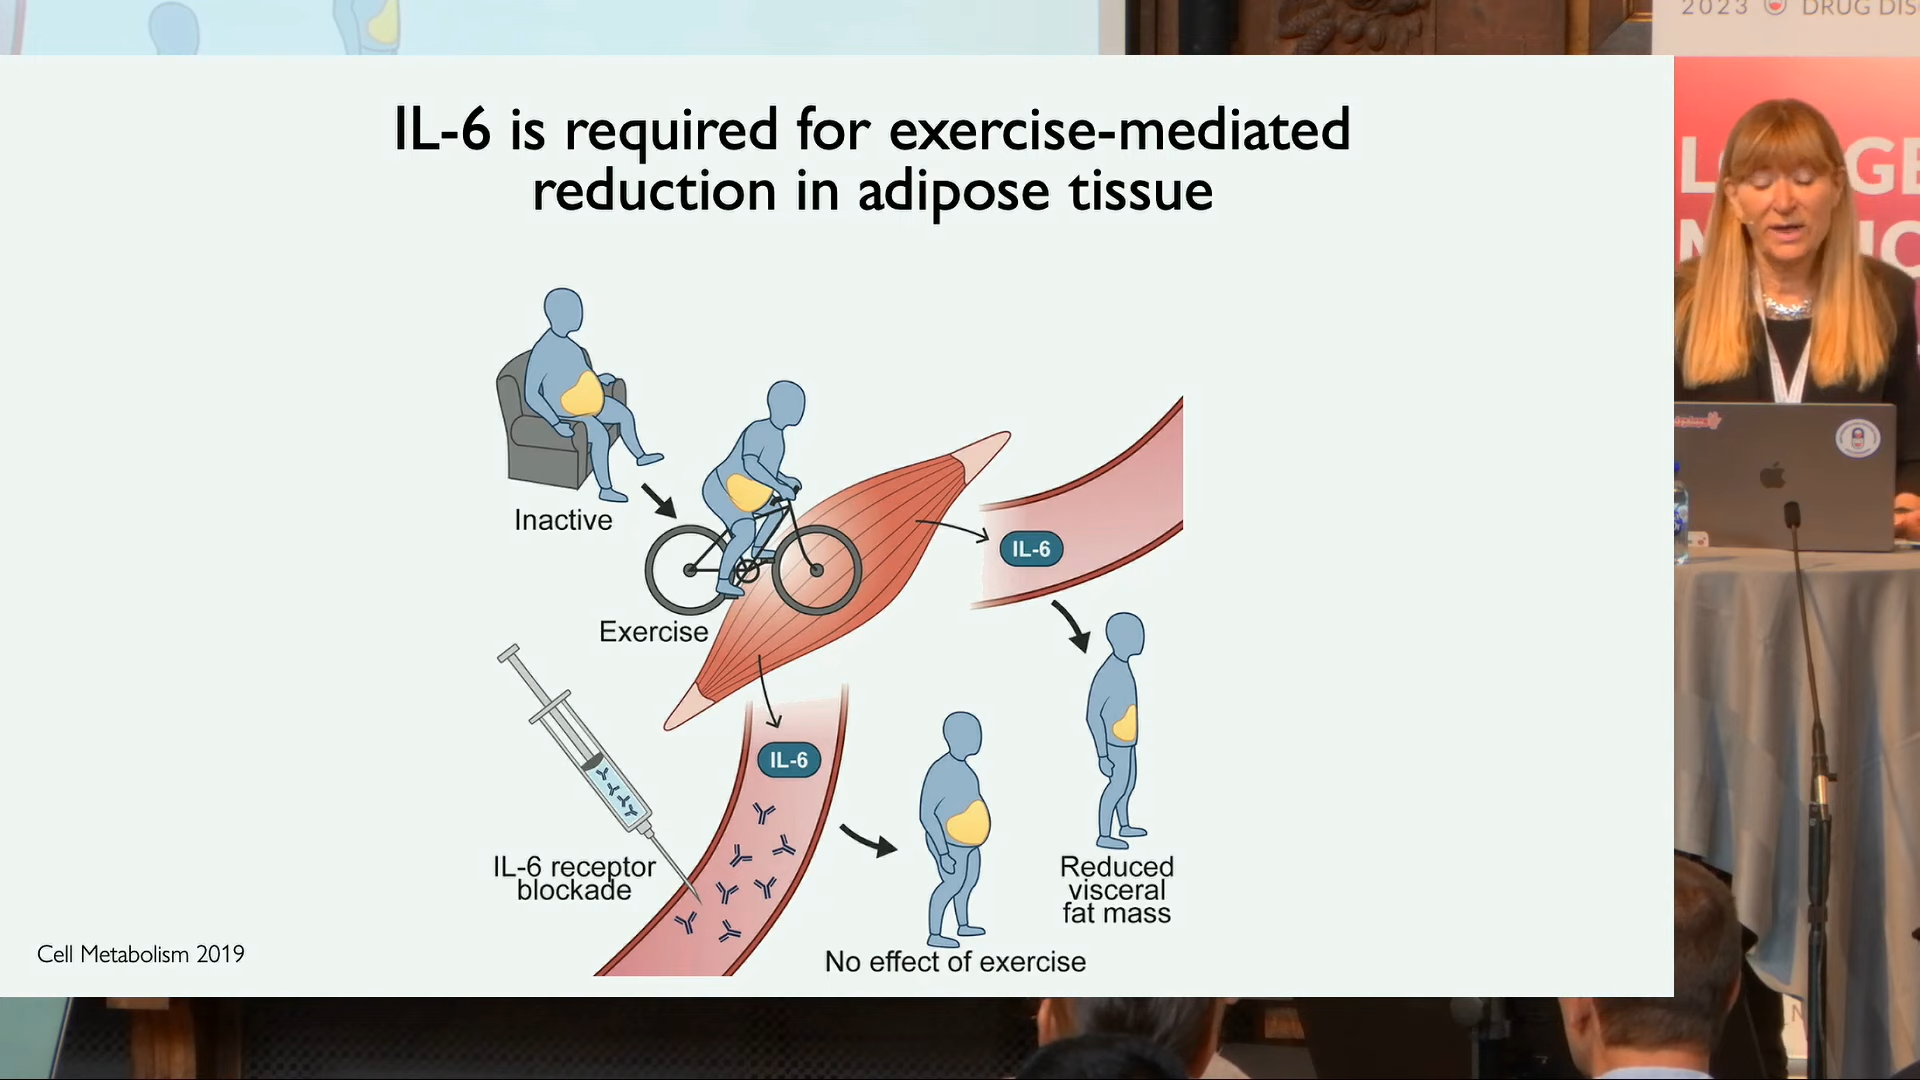 2023 DRUG DIS
IL-6 is required for exercise-mediated
reduction in adipose tissue
Inactive
Exercise
IL-6
IL-6
IL-6 receptor
blockade
Reduced
visceral
fat mass
No effect of exercise
Cell Metabolism 2019